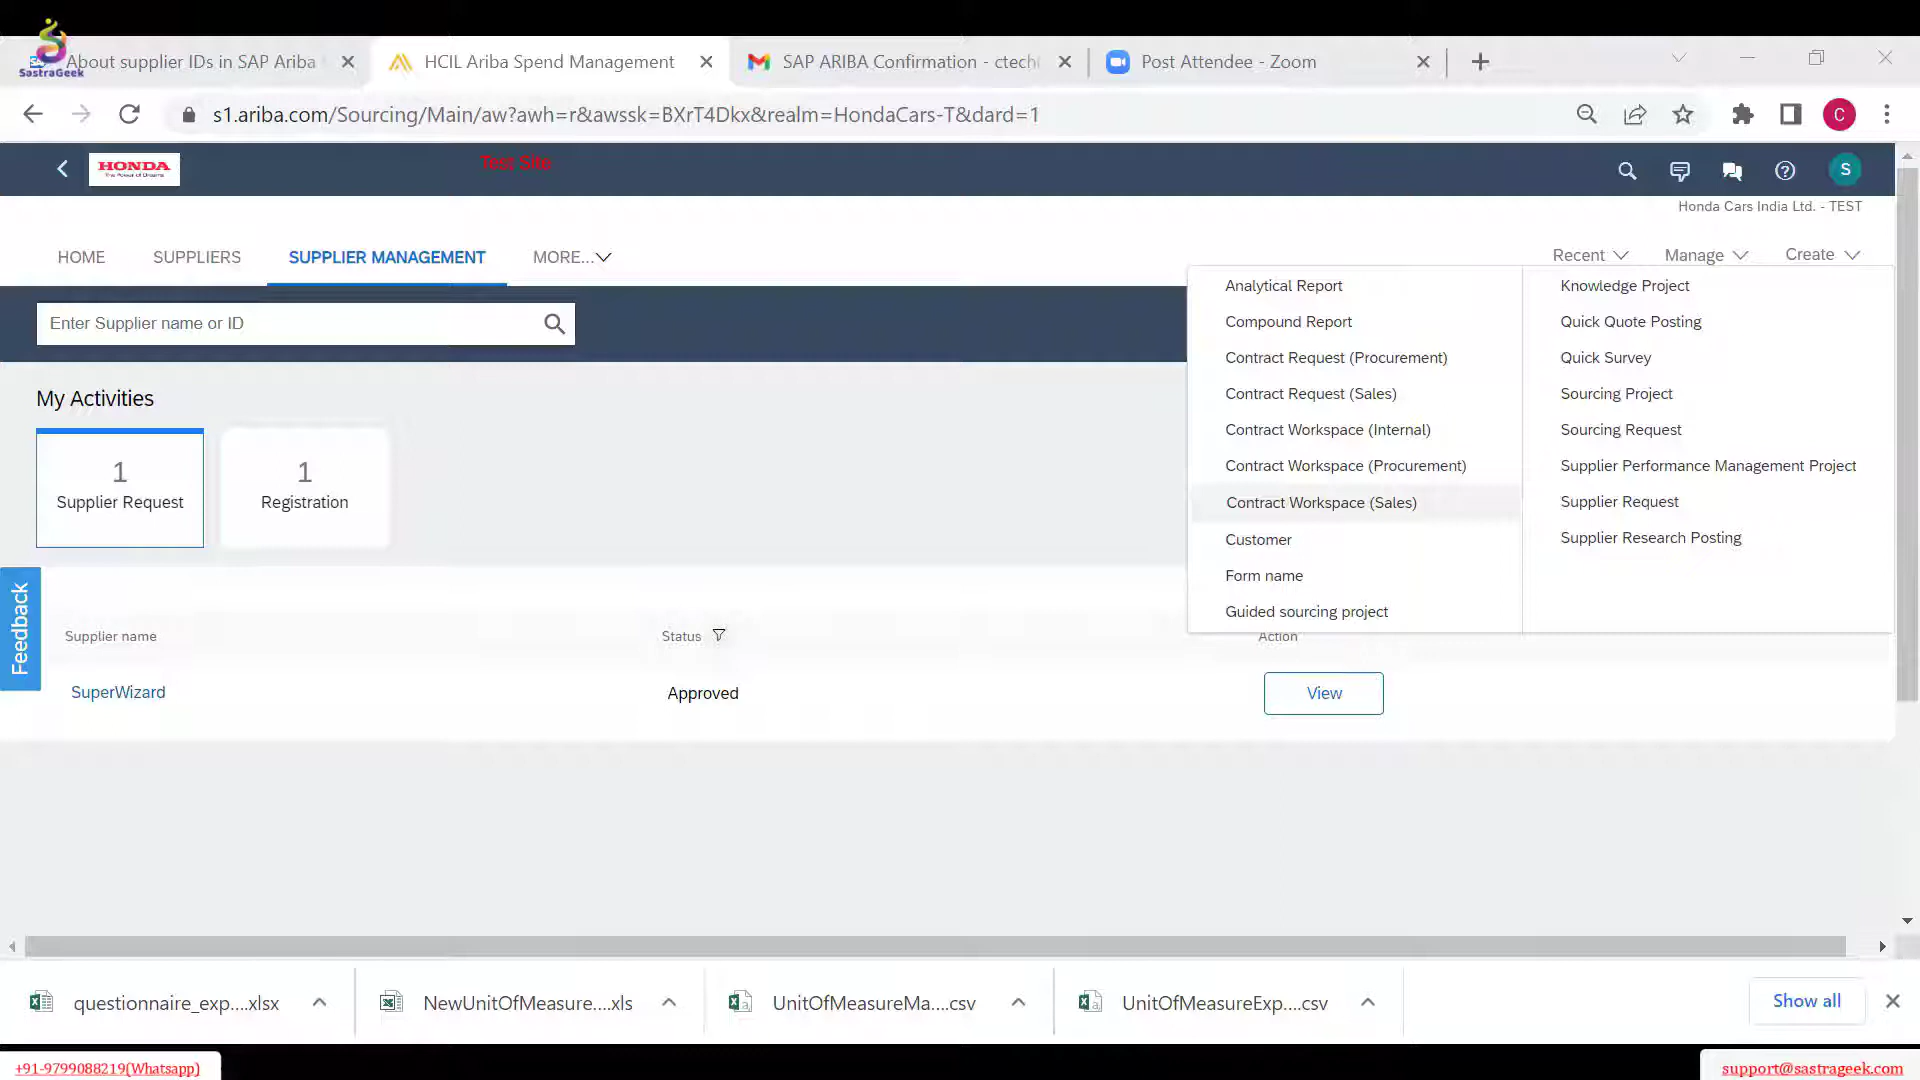 SastraGeek
About supplier IDs in SAP Ariba
HCIL Ariba Spend Management
SAP ARIBA Confirmation - ctech
Post Attendee - Zoom
s1.ariba.com/Sourcing/Main/aw?awh=r&awssk=BXrT4Dkx&realm=HondaCars-T&dard=1
C
HONDA
The Power of Dreams
Test Site
S
Honda Cars India Ltd. - TEST
HOME
SUPPLIERS
SUPPLIER MANAGEMENT
MORE...
Recent
Manage
Create
Enter Supplier name or ID
Analytical Report
Compound Report
Contract Request (Procurement)
Contract Request (Sales)
Contract Workspace (Internal)
Contract Workspace (Procurement)
Contract Workspace (Sales)
Customer
Form name
Guided sourcing project
Knowledge Project
Quick Quote Posting
Quick Survey
Sourcing Project
Sourcing Request
Supplier Performance Management Project
Supplier Request
Supplier Research Posting
My Activities
1
Supplier Request
1
Registration
Feedback
Supplier name
Status
Action
SuperWizard
Approved
View
questionnaire_exp....xlsx
NewUnitOfMeasure....xls
UnitOfMeasureMa....csv
UnitOfMeasureExp....csv
Show all
+91-9799088219(Whatsapp)
support@sastrageek.com